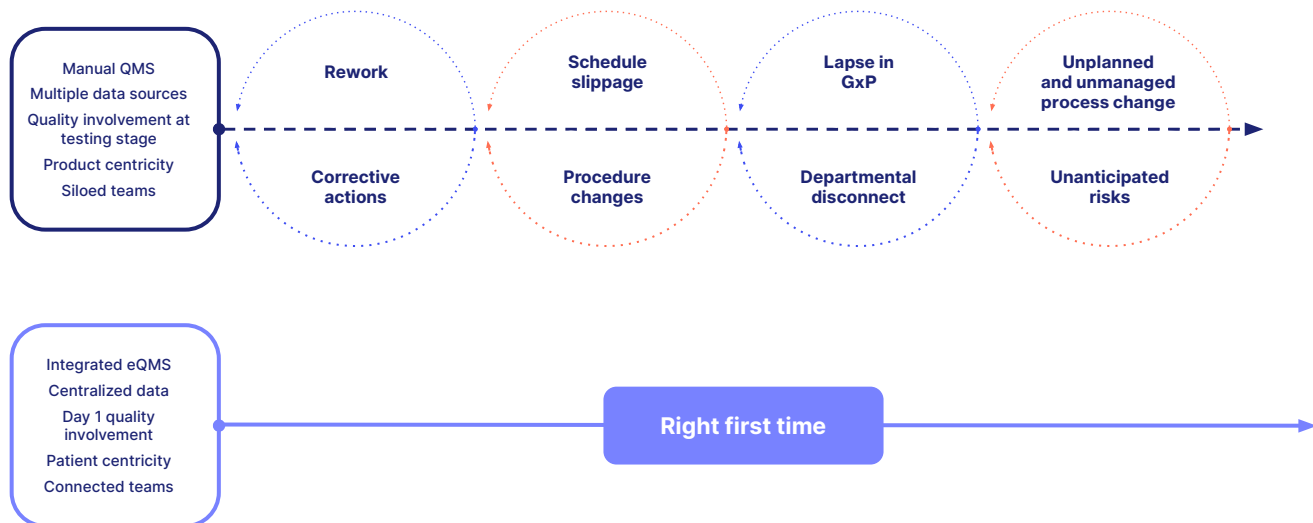 Manual QMS
Multiple data sources
Quality involvement at
testing stage
Product centricity
Siloed teams
Rework
Corrective
actions
Schedule
slippage
Procedure
changes
Lapse in
GxP
Departmental
disconnect
Unplanned
and unmanaged
process change
Unanticipated
risks
Integrated eQMS
Centralized data
Day 1 quality
involvement
Patient centricity
Connected teams
Right first time